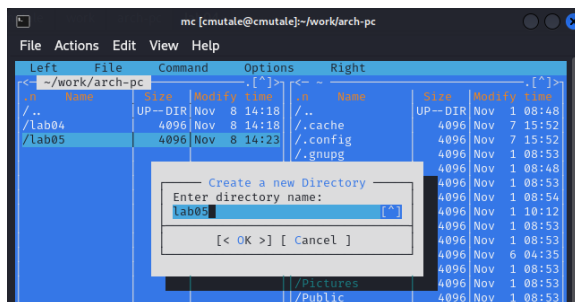 mc [cmutale@cmutale]:~/work/arch-pc
File Actions Edit View Help
Left File Command Options Right
~/work/arch-pc .[^]> <- ~ .[^]>
.n Name Size Modify time .n Name Size Modify time
/.. UP--DIR Nov 8 14:18 /.. UP--DIR Nov 1 08:48
/lab04 4096 Nov 8 14:18 /.cache 4096 Nov 7 15:52
/lab05 4096 Nov 8 14:23 /.config 4096 Nov 7 15:52
/.gnupg 4096 Nov 1 08:53
4096 Nov 1 08:48
Create a new Directory 4096 Nov 1 08:53
Enter directory name: 4096 Nov 1 08:54
lab05 [^] 4096 Nov 1 10:12
4096 Nov 1 08:53
[< OK >] [ Cancel ] 4096 Nov 1 08:53
4096 Nov 6 04:35
4096 Nov 1 08:53
/Pictures 4096 Nov 1 08:53
/Public 4096 Nov 1 08:53